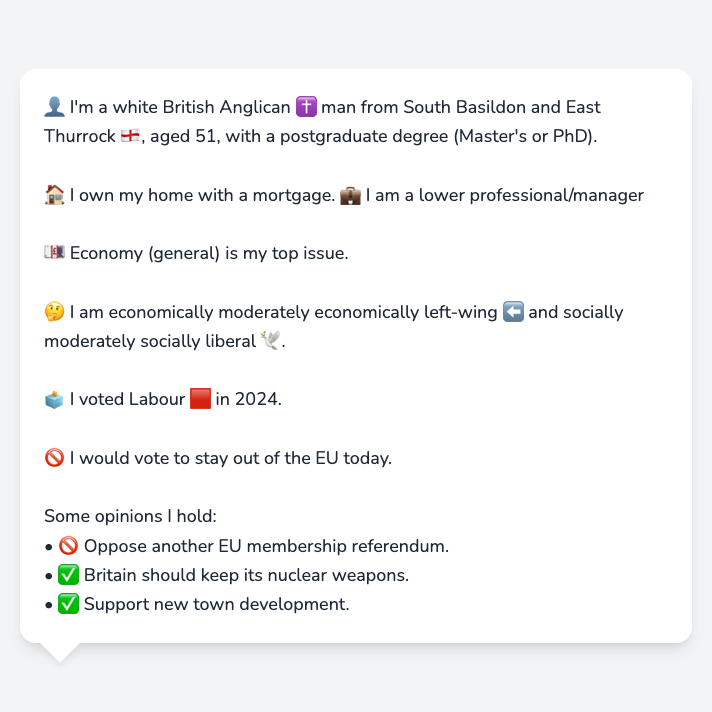 👤 I'm a white British Anglican ✝️ man from South Basildon and East
Thurrock 🏴󠁧󠁢󠁥󠁮󠁧󠁿, aged 51, with a postgraduate degree (Master's or PhD).
🏠 I own my home with a mortgage. 💼 I am a lower professional/manager
💷 Economy (general) is my top issue.
🤔 I am economically moderately economically left-wing ⬅️ and socially
moderately socially liberal 🕊️.
🗳️ I voted Labour 🟥 in 2024.
🚫 I would vote to stay out of the EU today.
Some opinions I hold:
• 🚫 Oppose another EU membership referendum.
• ✅ Britain should keep its nuclear weapons.
• ✅ Support new town development.